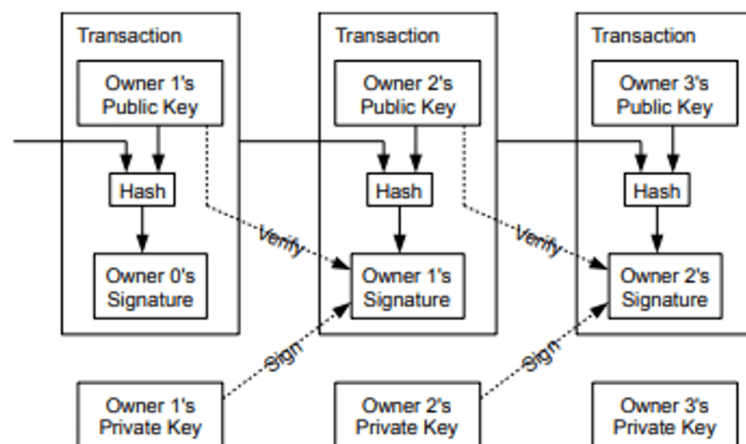 Transaction
Transaction
Transaction
Owner 1's
Public Key
Owner 2's
Public Key
Owner 3's
Public Key
Hash
Hash
Hash
Verify
Verify
Owner 0's
Signature
Owner 1's
Signature
Owner 2's
Signature
Sign
Sign
Owner 1's
Private Key
Owner 2's
Private Key
Owner 3's
Private Key